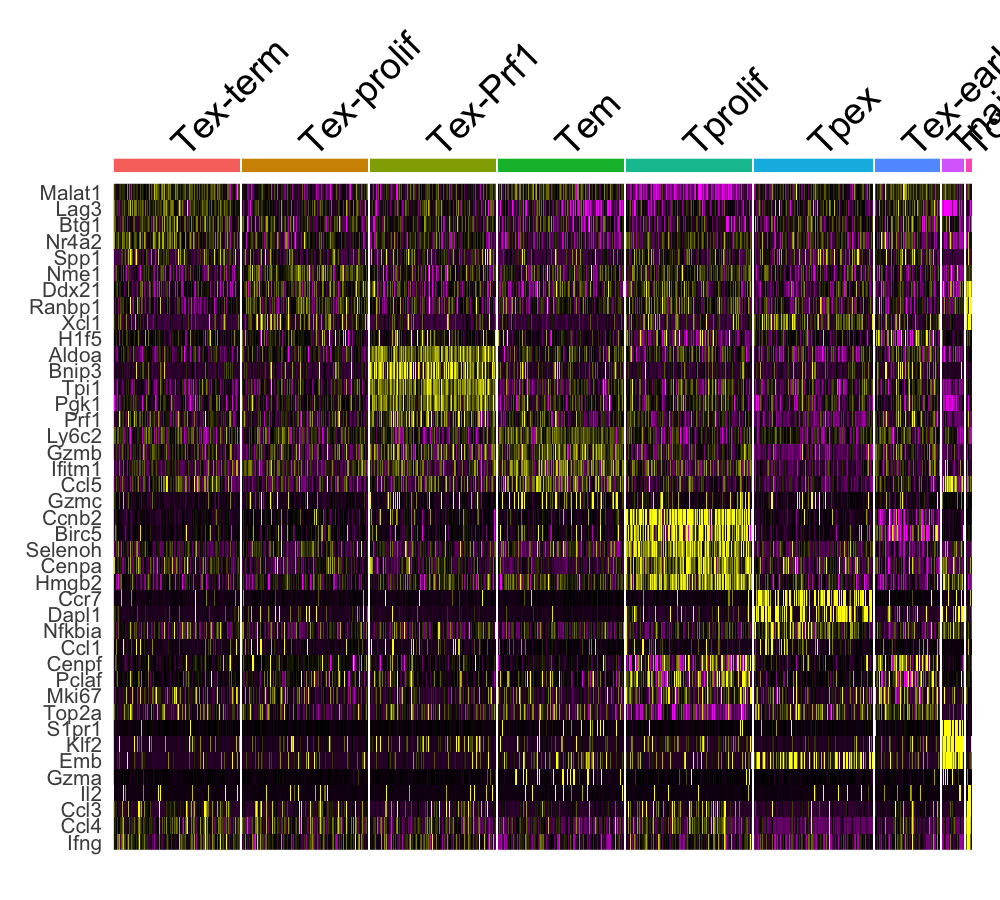 Tex-term
Tex-prolif
Tex-Prf1
Tem
Tprolif
Tpex
Malat1
Lag3
Btg1
Nr4a2
Spp1
Nme1
Ddx21
Ranbp1
Xcl1
H1f5
Aldoa
Bnip3
Tpi1
Pgk1
Prf1
Ly6c2
Gzmb
Ifitm1
Ccl5
Gzmc
Ccnb2
Birc5
Selenoh
Cenpa
Hmgb2
Ccr7
Dapl1
Nfkbia
Ccl1
Cenpf
Pclaf
Mki67
Top2a
S1pr1
Klf2
Emb
Gzma
Il2
Ccl3
Ccl4
Ifng